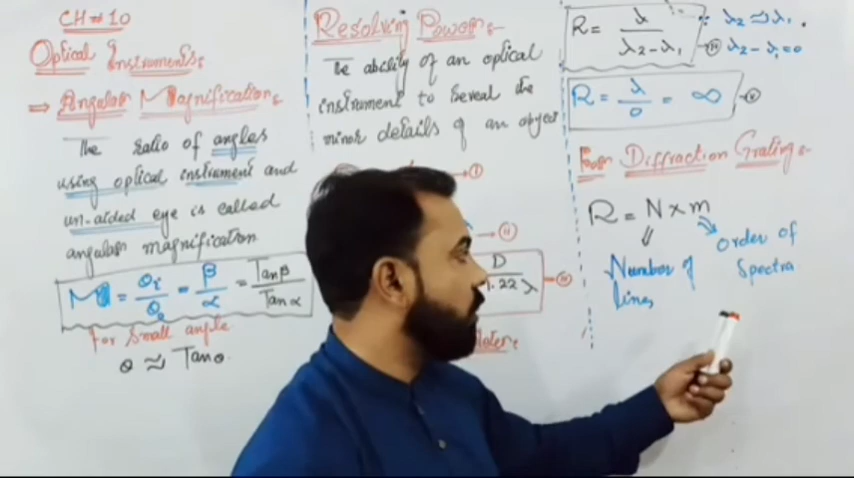 CH # 10
Optical Instruments:
⇒ Angular Magnification:
The ratio of angles
using optical instrument and
un-aided eye is called
angular magnification
M = θi/θo = β/α = Tanβ/Tanα
For Small angle
θ ≈ Tanθ
Resolving Power:-
The ability of an optical
instrument to reveal the
minor details of an object
→ I
→ II
D
1.22 λ
R = λ/λ2-λ1
∵ λ2 ≈ λ1.
λ2 - λ1 = 0
R = λ/0 = ∞
For Diffraction Grating:-
R = N × m
Number of
lines
order of
Spectra